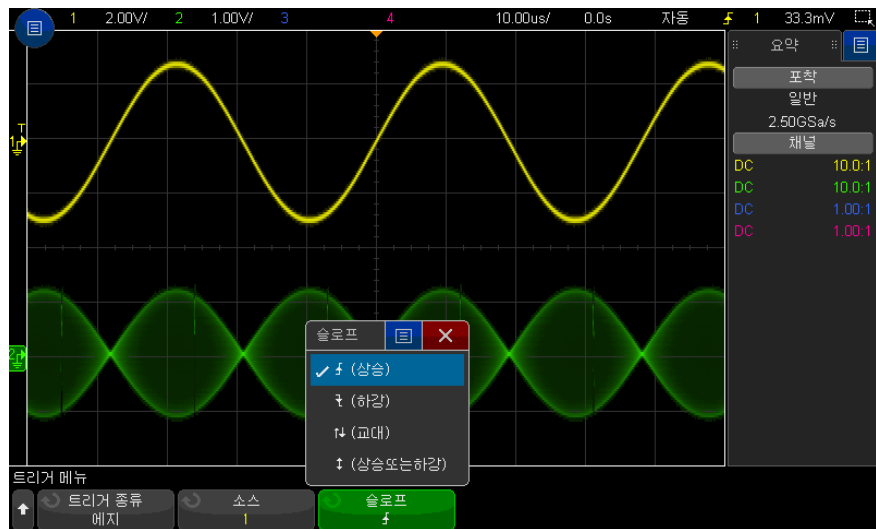 1 2.00V/ 2 1.00V/ 3 4 10.00us/ 0.0s 자동 1 33.3mV
요약
포착
일반
2.50GSa/s
채널
DC 10.0:1
DC 10.0:1
DC 1.00:1
DC 1.00:1
T
1
2
슬로프
(상승)
(하강)
(교대)
(상승또는하강)
트리거 메뉴
트리거 종류
에지
소스
1
슬로프